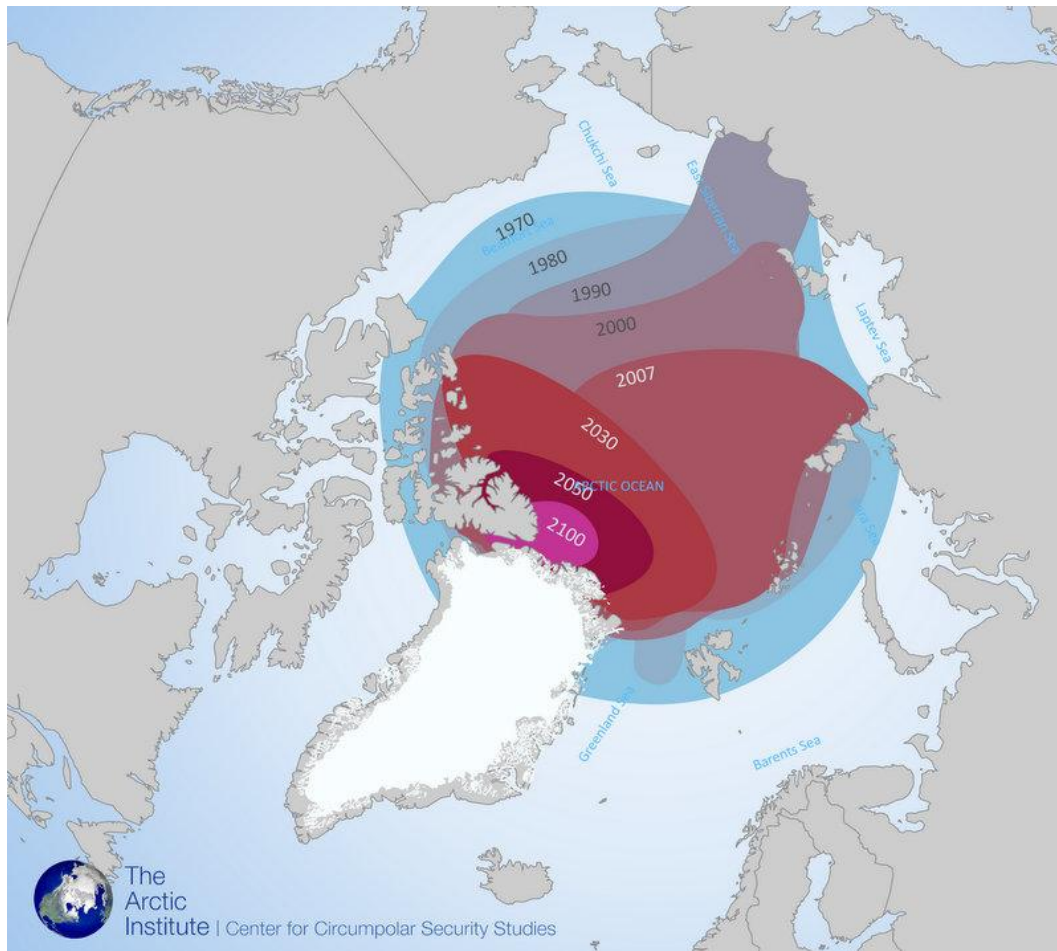 Chukchi Sea
East Siberian Sea
1970
Beaufort Sea
1980
1990
Laptev Sea
2000
2007
2030
2050
ARCTIC OCEAN
2100
Kara Sea
Greenland Sea
Barents Sea
The
Arctic
Institute | Center for Circumpolar Security Studies